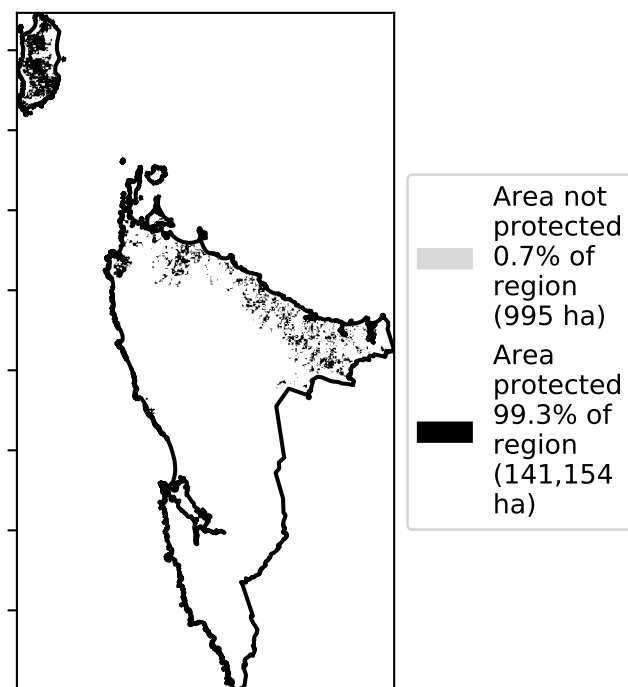 Area not
protected
0.7% of
region
(995 ha)
Area
protected
99.3% of
region
(141,154
ha)